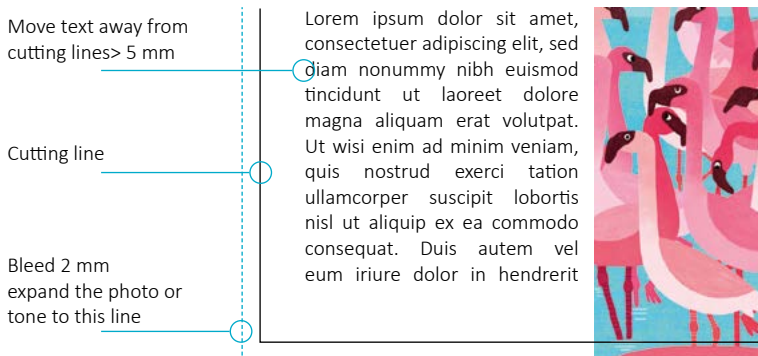 Move text away from
cutting lines> 5 mm
Cutting line
Bleed 2 mm
expand the photo or
tone to this line
Lorem ipsum dolor sit amet,
consectetuer adipiscing elit, sed
diam nonummy nibh euismod
tincidunt ut laoreet dolore
magna aliquam erat volutpat.
Ut wisi enim ad minim veniam,
quis nostrud exerci tation
ullamcorper suscipit lobortis
nisl ut aliquip ex ea commodo
consequat. Duis autem vel
eum iriure dolor in hendrerit